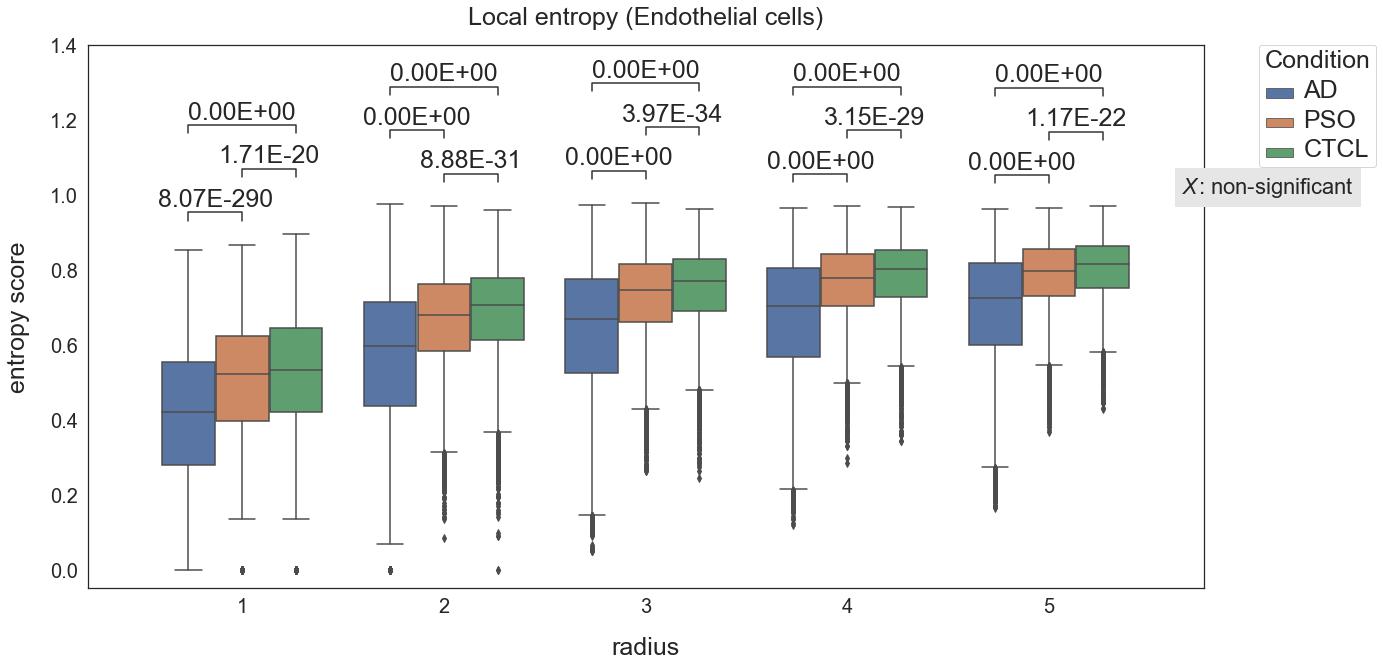 Local entropy (Endothelial cells)
entropy score
1.4
1.2
1.0
0.8
0.6
0.4
0.2
0.0
0.00E+00
1.71E-20
8.07E-290
0.00E+00
0.00E+00
8.88E-31
0.00E+00
3.97E-34
0.00E+00
0.00E+00
3.15E-29
0.00E+00
0.00E+00
1.17E-22
0.00E+00
1 2 3 4 5
radius
Condition
AD
PSO
CTCL
X: non-significant